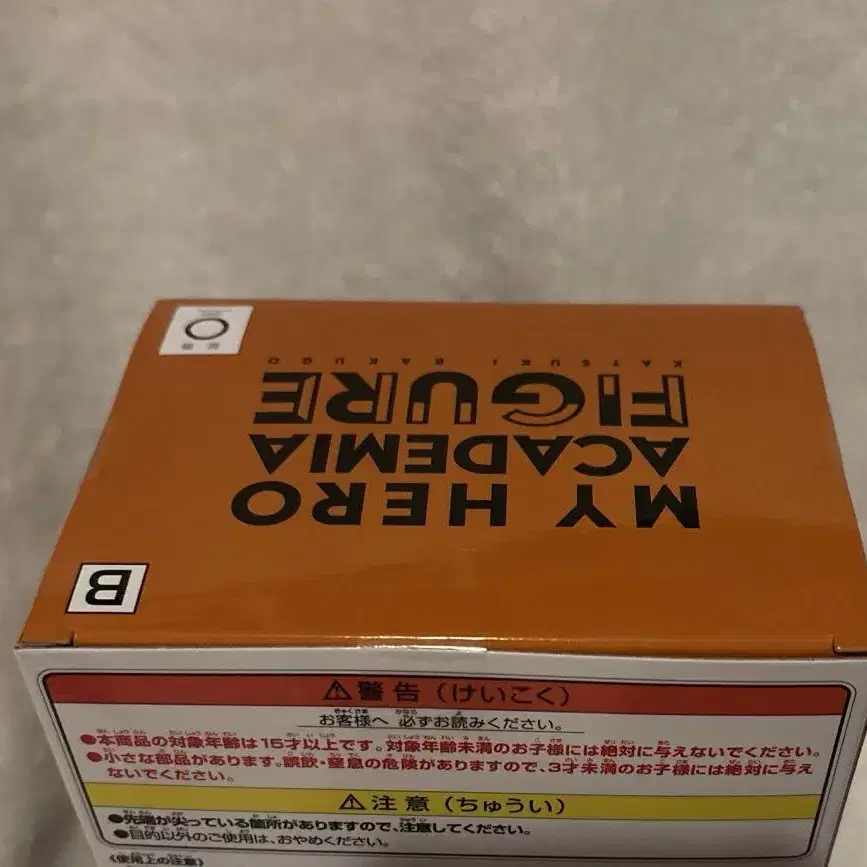 MY HERO
ACADEMIA
FIGURE
KATSUKI BAKUGO
B
⚠警告(けいこく)
お客様へ 必ずお読みください。
●本商品の対象年齢は15才以上です。対象年齢未満のお子様には絶対に与えないでください。
●小さな部品があります。誤飲・窒息の危険がありますので、3才未満のお子様には絶対に与え
ないでください。
⚠注意(ちゅうい)
●先端が尖っている箇所がありますので、注意してください。
●目的以外のご使用は、おやめください。
《使用上の注意》